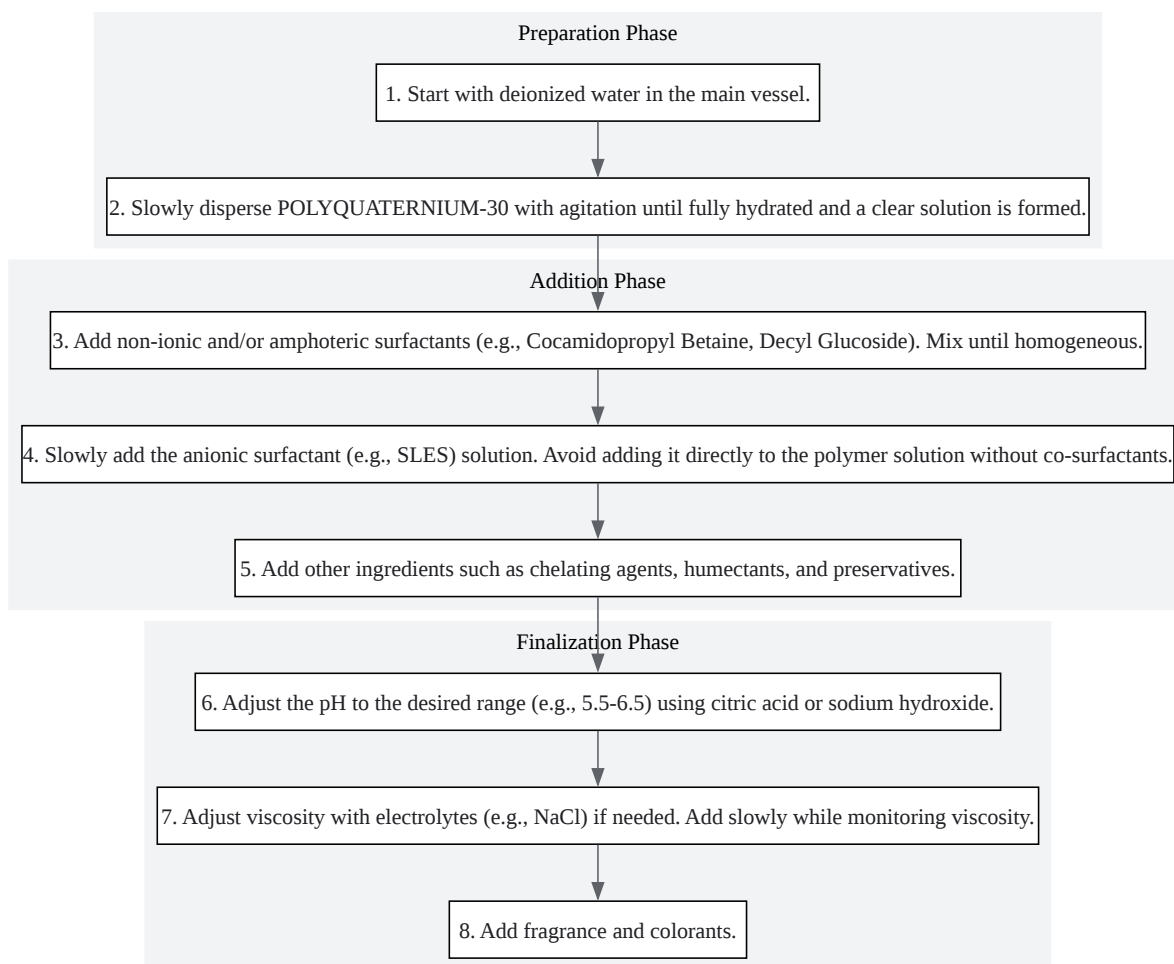 Preparation Phase
1. Start with deionized water in the main vessel.
2. Slowly disperse POLYQUATERNIUM-30 with agitation until fully hydrated and a clear solution is formed.
Addition Phase
3. Add non-ionic and/or amphoteric surfactants (e.g., Cocamidopropyl Betaine, Decyl Glucoside). Mix until homogeneous.
4. Slowly add the anionic surfactant (e.g., SLES) solution. Avoid adding it directly to the polymer solution without co-surfactants.
5. Add other ingredients such as chelating agents, humectants, and preservatives.
Finalization Phase
6. Adjust the pH to the desired range (e.g., 5.5-6.5) using citric acid or sodium hydroxide.
7. Adjust viscosity with electrolytes (e.g., NaCl) if needed. Add slowly while monitoring viscosity.
8. Add fragrance and colorants.